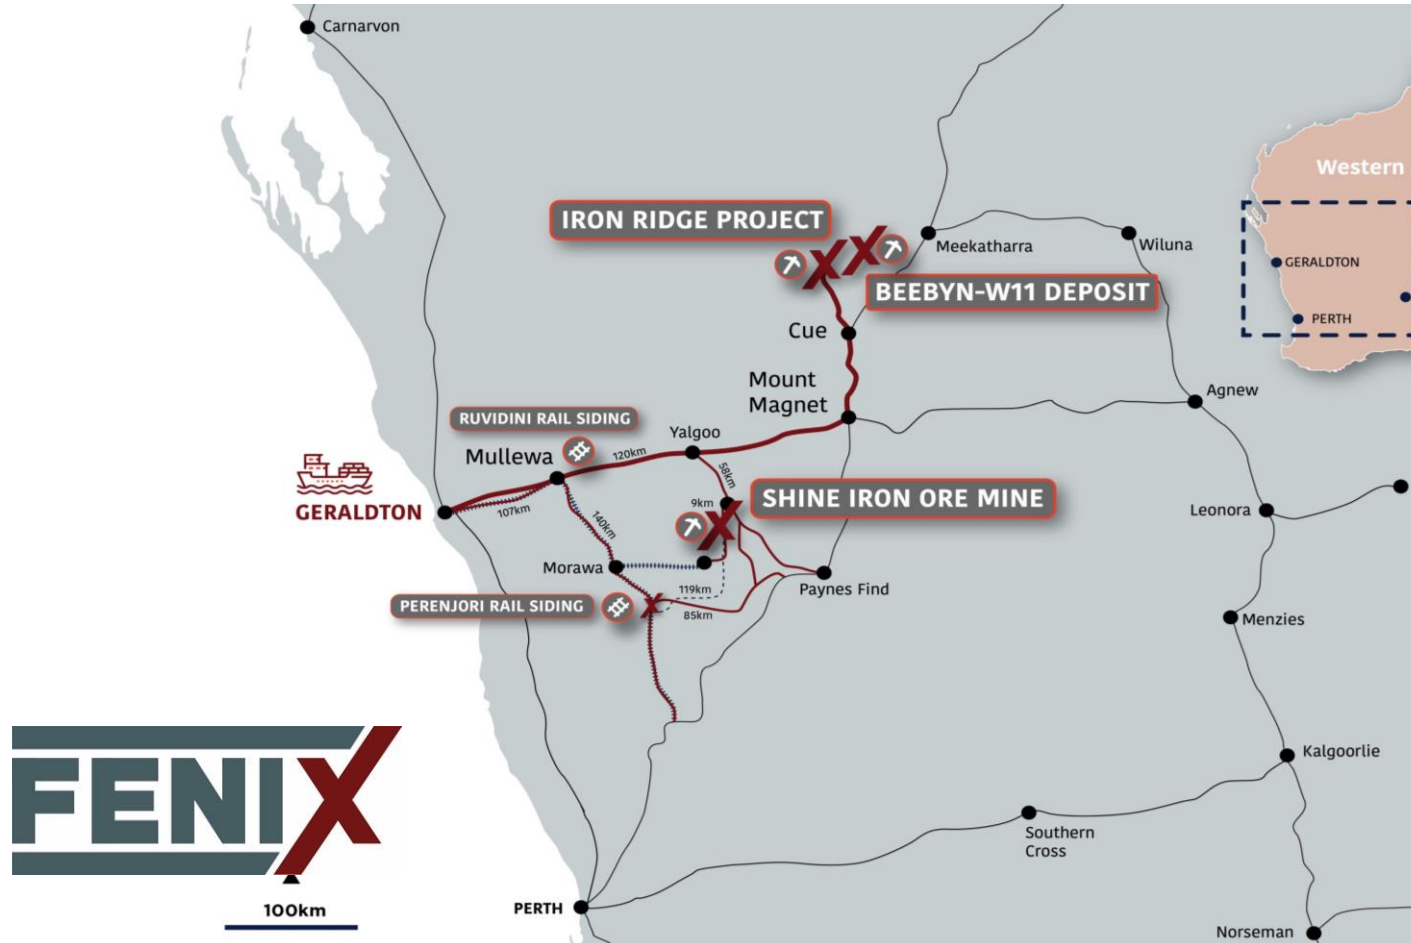 Carnarvon
Western
IRON RIDGE PROJECT
Meekatharra
Wiluna
GERALDTON
BEEBYN-W11 DEPOSIT
PERTH
Cue
Mount
Magnet
Agnew
RUVIDINI RAIL SIDING
Yalgoo
Mullewa
120km
58km
GERALDTON
107km
140km
9km
SHINE IRON ORE MINE
Leonora
Morawa
119km
Paynes Find
PERENJORI RAIL SIDING
85km
Menzies
FENIX
Kalgoorlie
Southern
Cross
100km
PERTH
Norseman